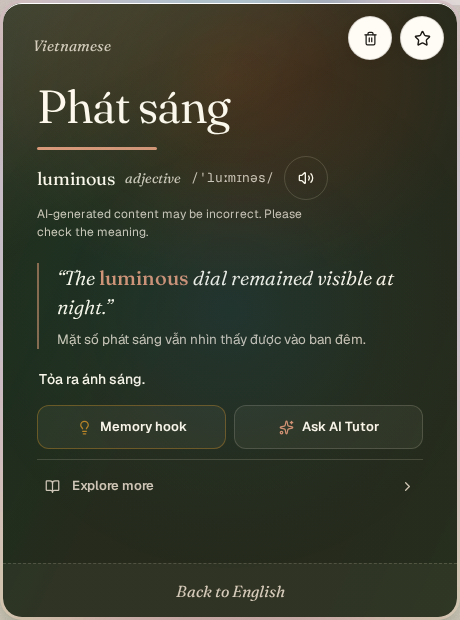 Vietnamese
Phát sáng
luminous adjective /ˈluːmɪnəs/
AI-generated content may be incorrect. Please
check the meaning.
“The luminous dial remained visible at
night.”
Mặt số phát sáng vẫn nhìn thấy được vào ban đêm.
Tỏa ra ánh sáng.
Memory hook
Ask AI Tutor
Explore more
Back to English